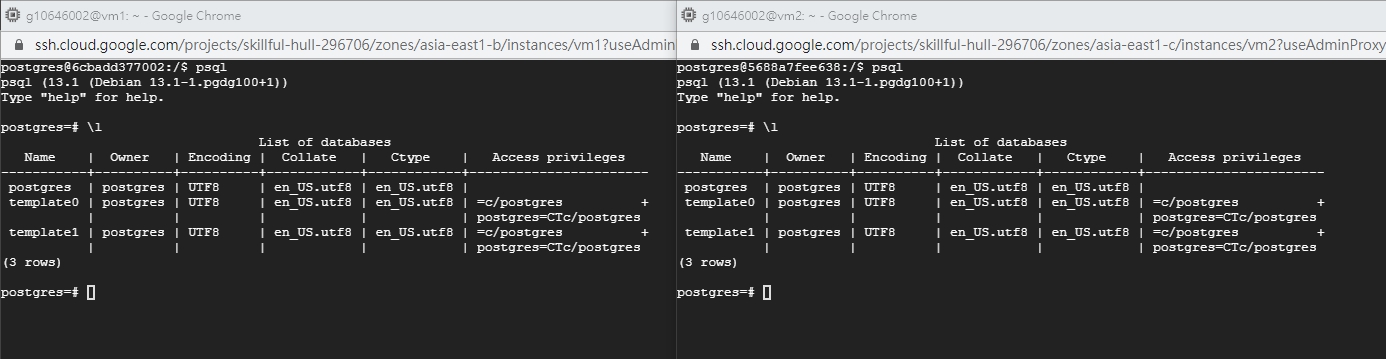 g10646002@vm1: ~ - Google Chrome
ssh.cloud.google.com/projects/skillful-hull-296706/zones/asia-east1-b/instances/vm1?useAdmin
postgres@6cbadd377002:/$ psql
psql (13.1 (Debian 13.1-1.pgdg100+1))
Type "help" for help.
postgres=# \l
List of databases
Name | Owner | Encoding | Collate | Ctype | Access privileges
-----------+----------+----------+------------+------------+-----------------------
postgres | postgres | UTF8 | en_US.utf8 | en_US.utf8 |
template0 | postgres | UTF8 | en_US.utf8 | en_US.utf8 | =c/postgres +
| | | | | postgres=CTc/postgres
template1 | postgres | UTF8 | en_US.utf8 | en_US.utf8 | =c/postgres +
| | | | | postgres=CTc/postgres
(3 rows)
postgres=#
g10646002@vm2: ~ - Google Chrome
ssh.cloud.google.com/projects/skillful-hull-296706/zones/asia-east1-c/instances/vm2?useAdminProxy
postgres@5688a7fee638:/$ psql
psql (13.1 (Debian 13.1-1.pgdg100+1))
Type "help" for help.
postgres=# \l
List of databases
Name | Owner | Encoding | Collate | Ctype | Access privileges
-----------+----------+----------+------------+------------+-----------------------
postgres | postgres | UTF8 | en_US.utf8 | en_US.utf8 |
template0 | postgres | UTF8 | en_US.utf8 | en_US.utf8 | =c/postgres +
| | | | | postgres=CTc/postgres
template1 | postgres | UTF8 | en_US.utf8 | en_US.utf8 | =c/postgres +
| | | | | postgres=CTc/postgres
(3 rows)
postgres=#